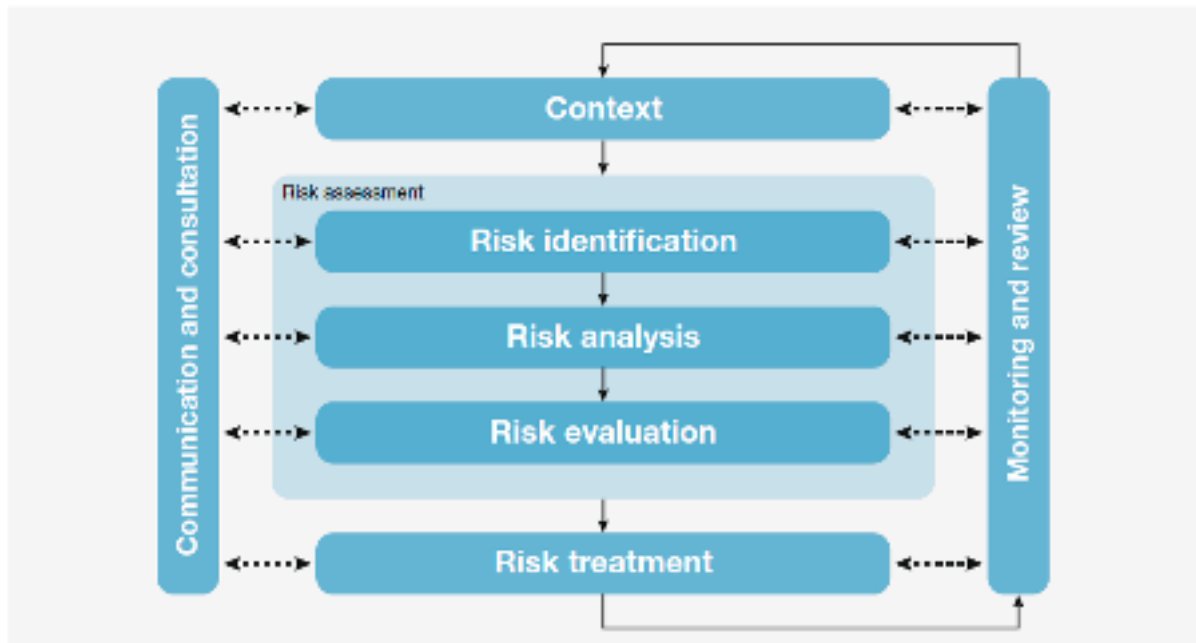 Communication and consultation
Context
Risk assessment
Risk identification
Risk analysis
Risk evaluation
Risk treatment
Monitoring and review